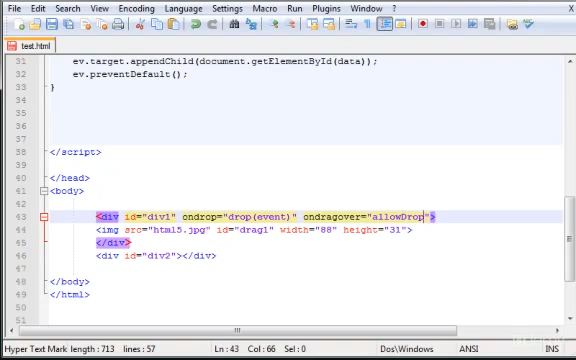 File Edit Search View Encoding Language Settings Macro Run Plugins Window ?
test.html
31 ev.target.appendChild(document.getElementById(data));
32 ev.preventDefault();
33 }
34
35
36
37
38 </script>
39
40 </head>
41 <body>
42
43 <div id="div1" ondrop="drop(event)" ondragover="allowDrop">
44 <img src="html5.jpg" id="drag1" width="88" height="31">
45 </div>
46 <div id="div2"></div>
47
48 </body>
49 </html>
50
51
Hyper Text Mark length : 713 lines : 57 Ln : 43 Col : 66 Sel : 0 Dos\Windows ANSI INS